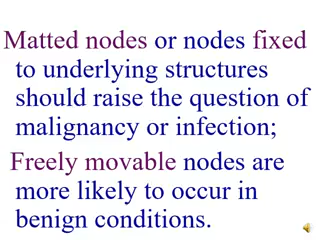 Matted nodes or nodes fixed
to underlying structures
should raise the question of
malignancy or infection;
Freely movable nodes are
more likely to occur in
benign conditions.